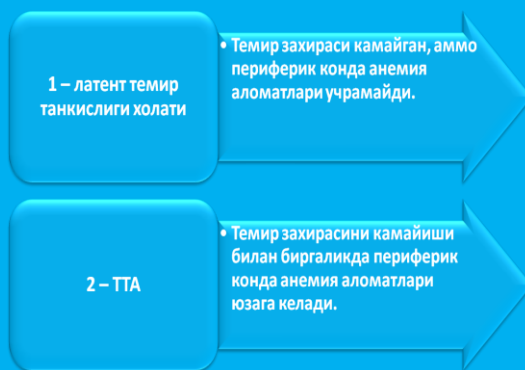 1 – латент темир
танкислиги холати
• Темир захираси камайган, аммо
периферик конда анемия
аломатлари учрамайди.
2 – ТТА
• Темир захирасини камайиши
билан биргаликда периферик
конда анемия аломатлари
юзага келади.